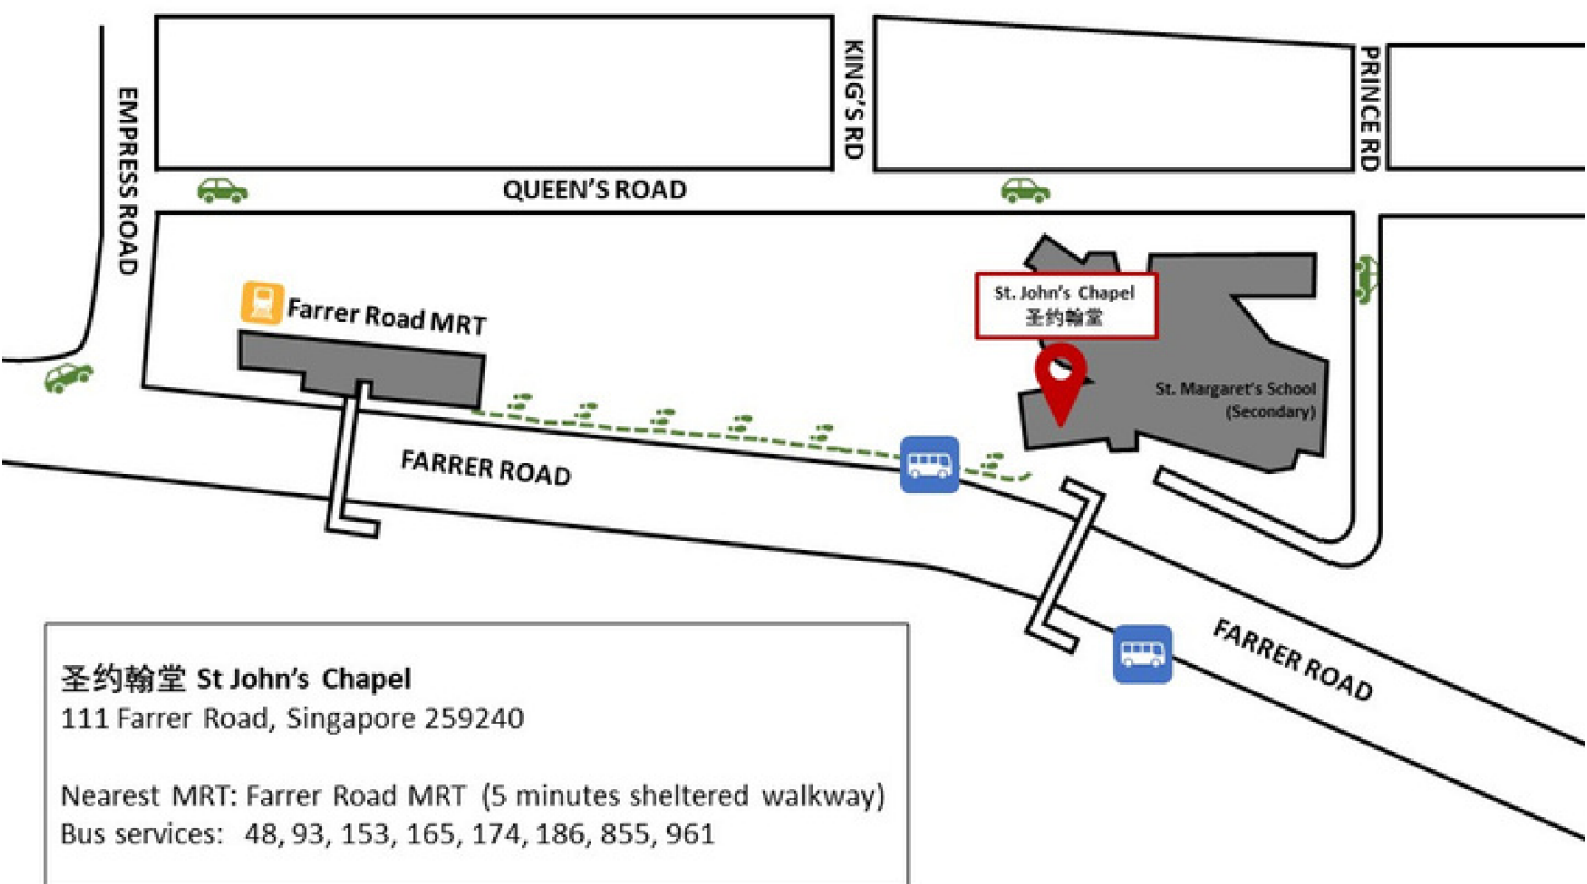 KING'S RD
PRINCE RD
EMPRESS ROAD
QUEEN'S ROAD
Farrer Road MRT
St. John's Chapel
圣约翰堂
St. Margaret's School
(Secondary)
FARRER ROAD
FARRER ROAD
圣约翰堂 St John's Chapel
111 Farrer Road, Singapore 259240
Nearest MRT: Farrer Road MRT (5 minutes sheltered walkway)
Bus services: 48, 93, 153, 165, 174, 186, 855, 961